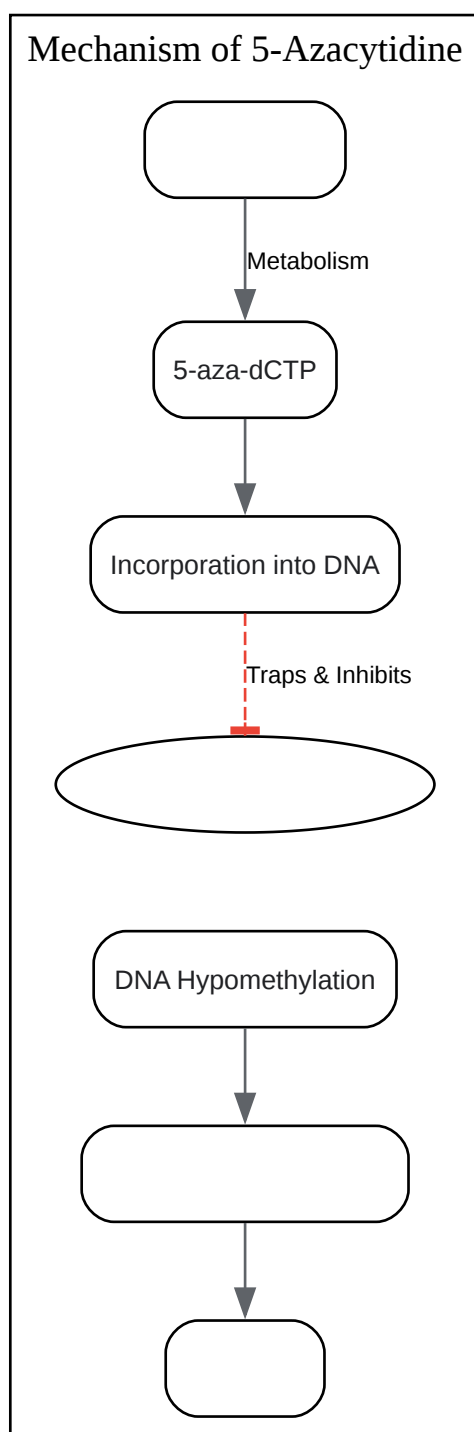 Mechanism of 5-Azacytidine
Metabolism
5-aza-dCTP
Incorporation into DNA
Traps & Inhibits
DNA Hypomethylation